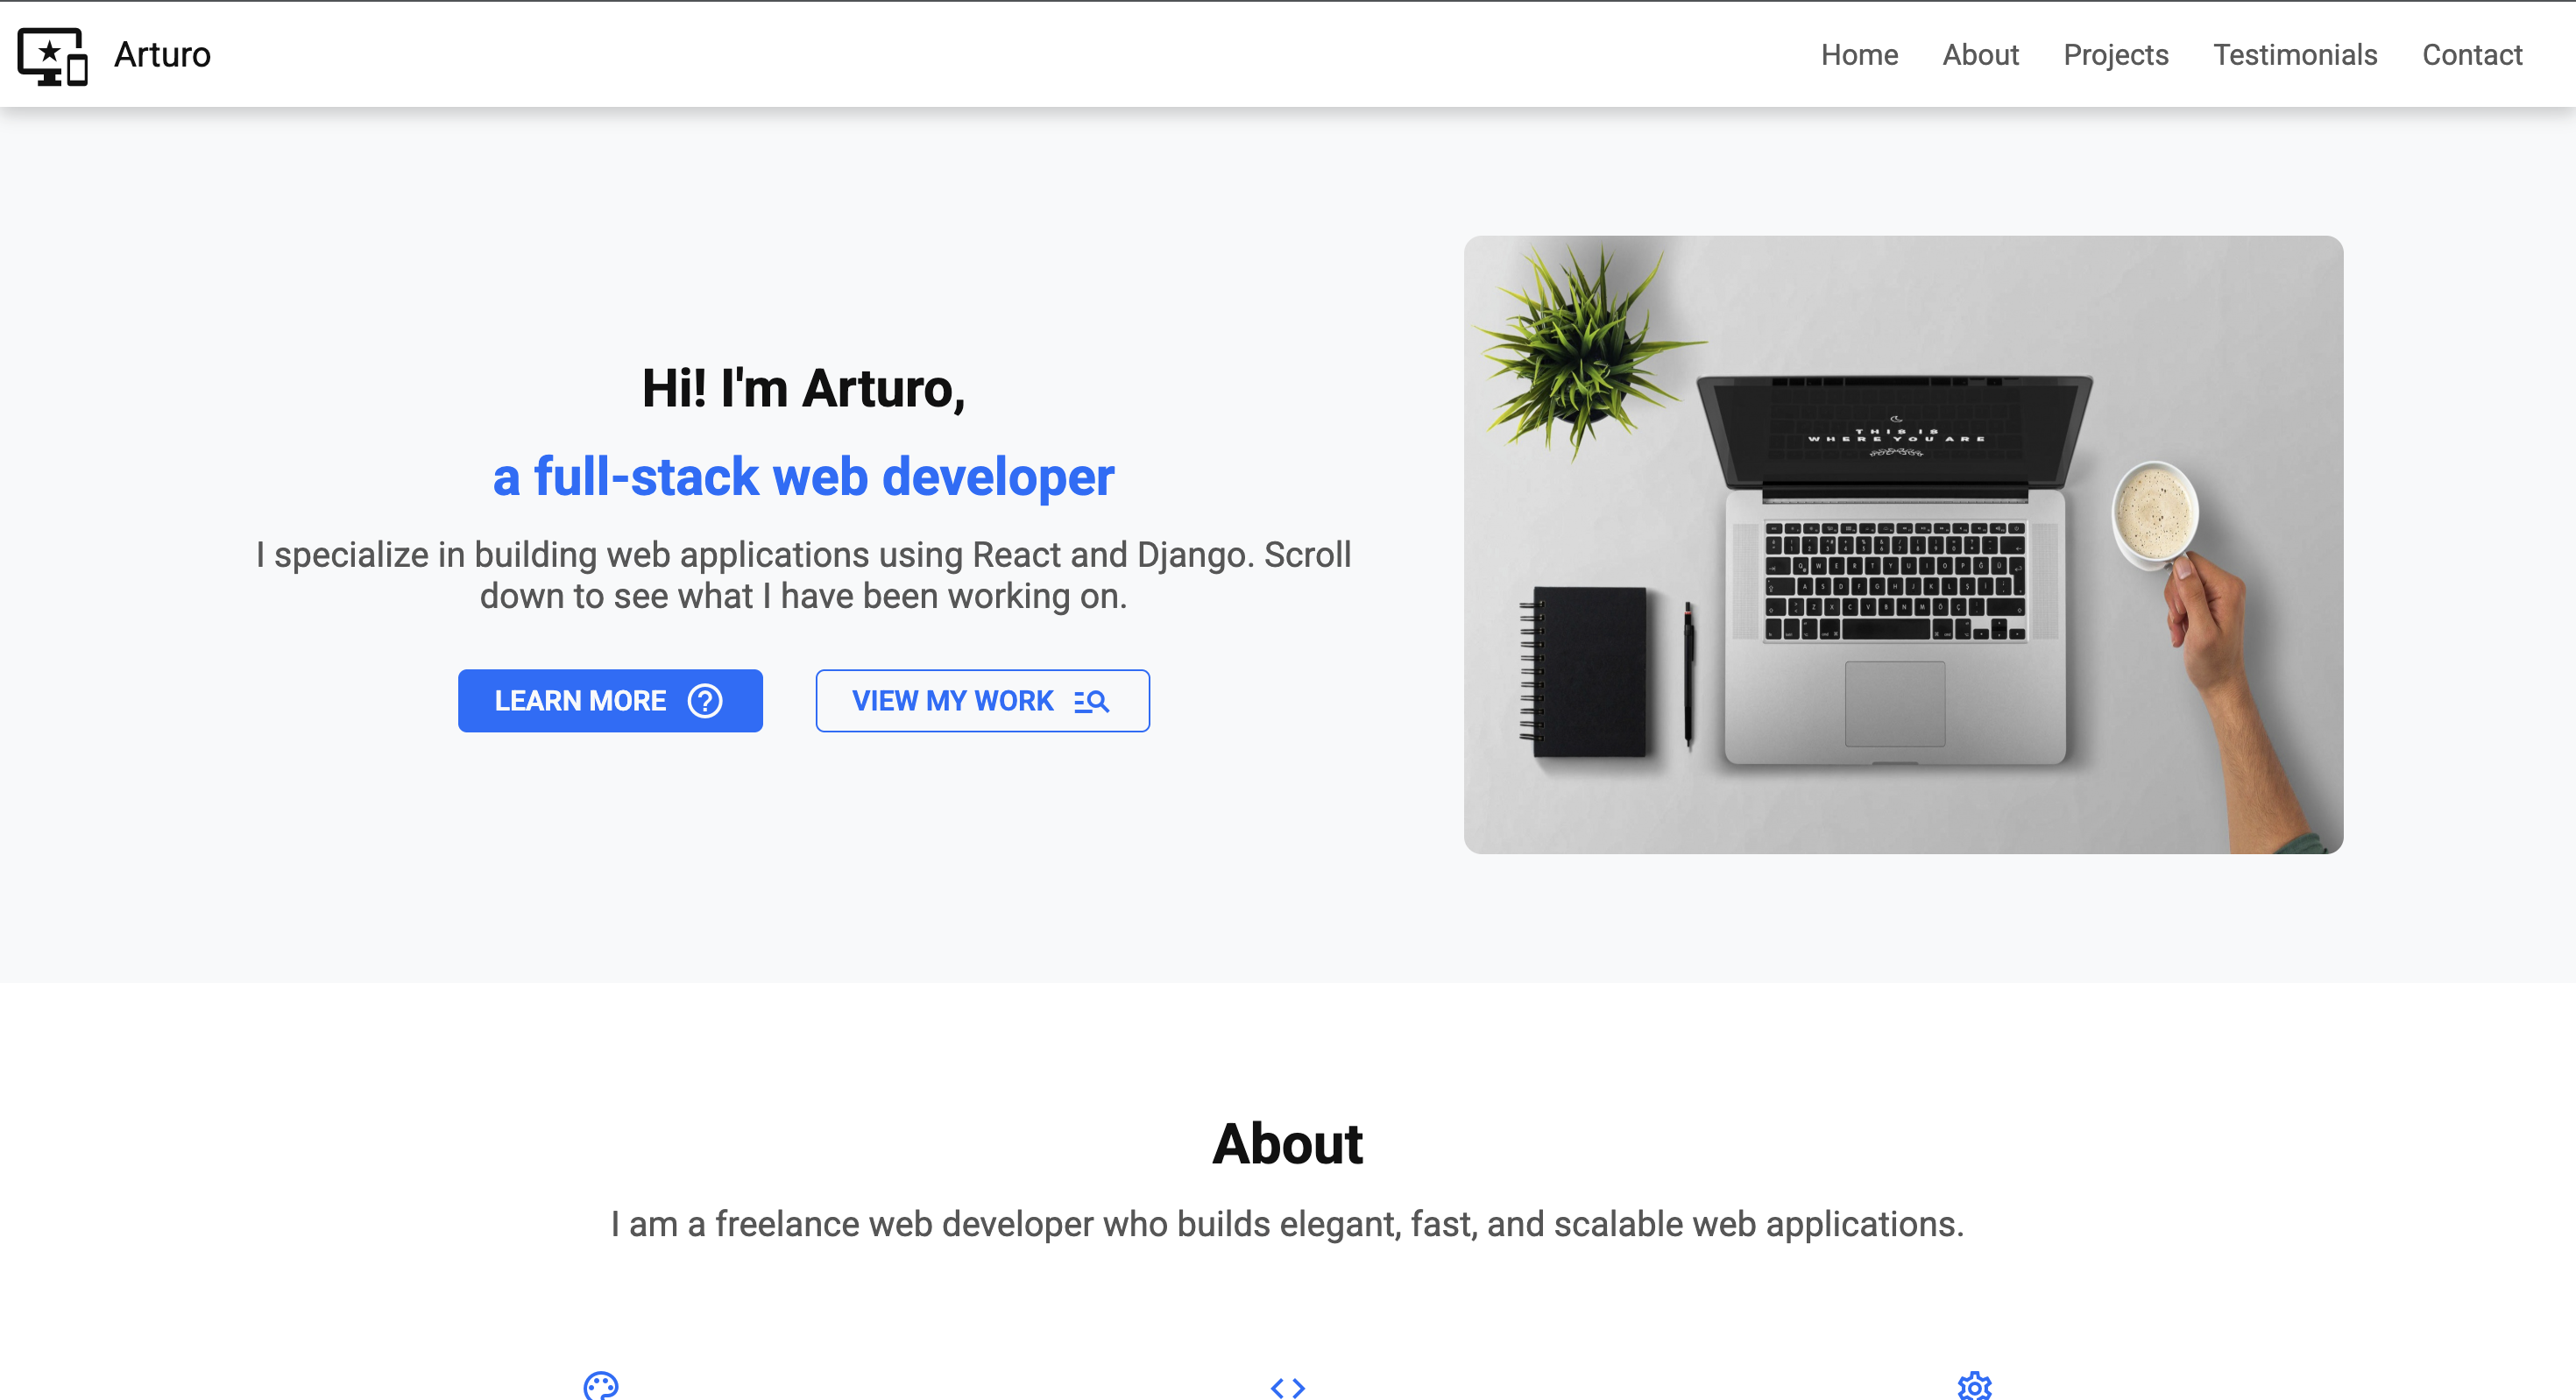 Arturo
Home About Projects Testimonials Contact
Hi! I'm Arturo,
a full-stack web developer
I specialize in building web applications using React and Django. Scroll
down to see what I have been working on.
LEARN MORE
VIEW MY WORK
THIS IS
WHERE YOU ARE
About
I am a freelance web developer who builds elegant, fast, and scalable web applications.